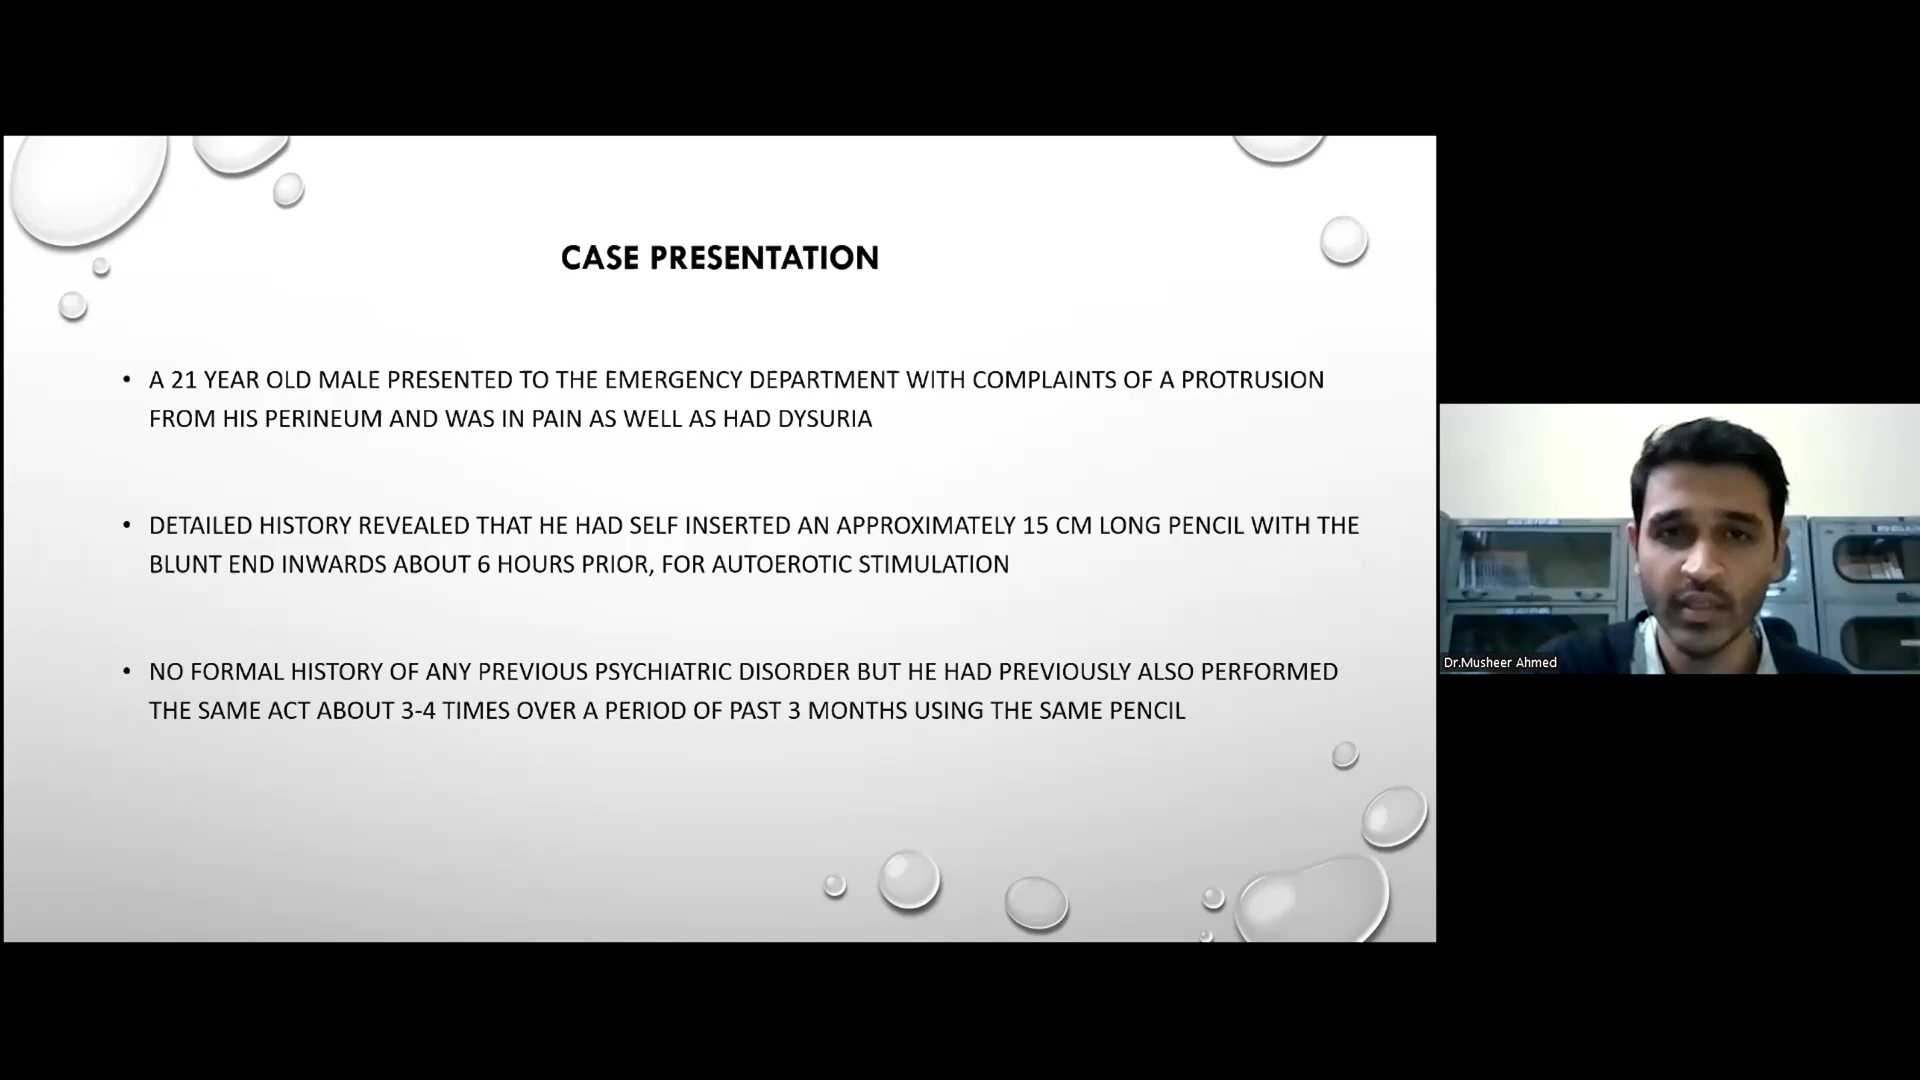 CASE PRESENTATION
• A 21 YEAR OLD MALE PRESENTED TO THE EMERGENCY DEPARTMENT WITH COMPLAINTS OF A PROTRUSION
FROM HIS PERINEUM AND WAS IN PAIN AS WELL AS HAD DYSURIA
• DETAILED HISTORY REVEALED THAT HE HAD SELF INSERTED AN APPROXIMATELY 15 CM LONG PENCIL WITH THE
BLUNT END INWARDS ABOUT 6 HOURS PRIOR, FOR AUTOEROTIC STIMULATION
• NO FORMAL HISTORY OF ANY PREVIOUS PSYCHIATRIC DISORDER BUT HE HAD PREVIOUSLY ALSO PERFORMED
THE SAME ACT ABOUT 3-4 TIMES OVER A PERIOD OF PAST 3 MONTHS USING THE SAME PENCIL
Dr.Musheer Ahmed